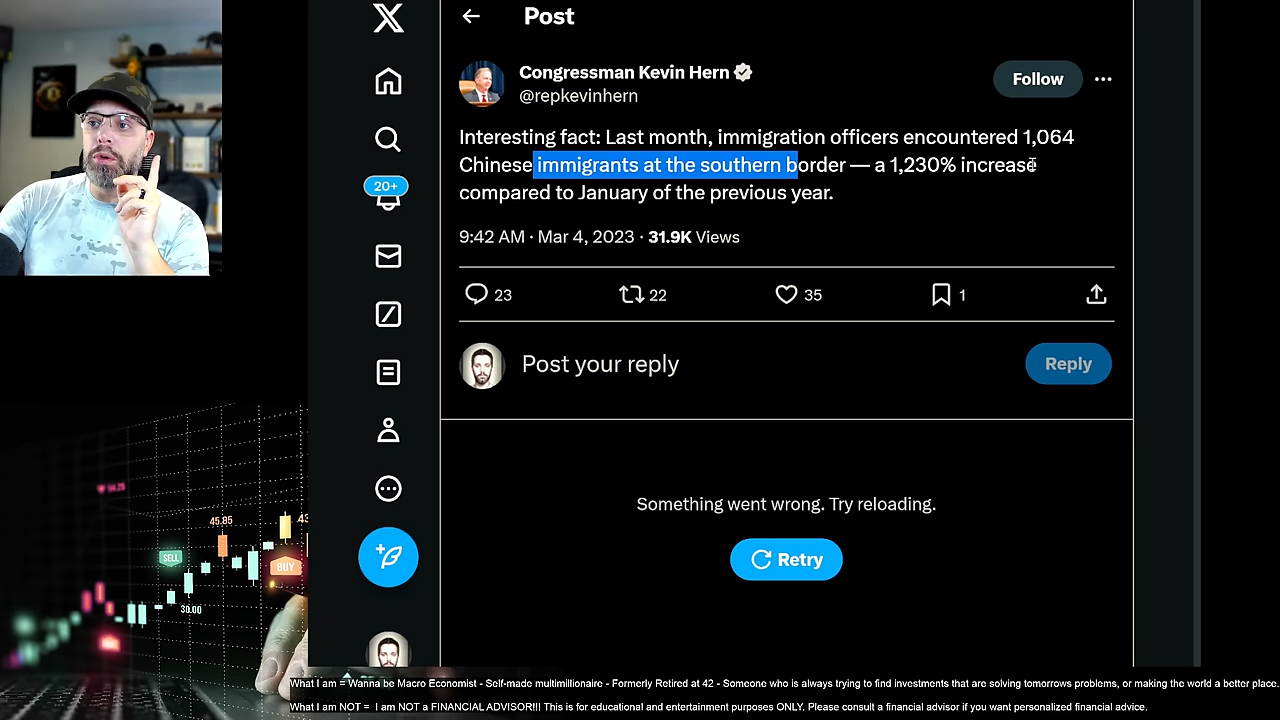 Post
Congressman Kevin Hern
@repkevinhern
Follow
Interesting fact: Last month, immigration officers encountered 1,064
Chinese immigrants at the southern border — a 1,230% increase
compared to January of the previous year.
9:42 AM · Mar 4, 2023 · 31.9K Views
20+
23
22
35
1
Post your reply
Reply
Something went wrong. Try reloading.
Retry
45.85
SELL
BUY
30.00
What I am = Wanna be Macro Economist - Self-made multimillionaire - Formerly Retired at 42 - Someone who is always trying to find investments that are solving tomorrows problems, or making the world a better place.
What I am NOT = I am NOT a FINANCIAL ADVISOR!!! This is for educational and entertainment purposes ONLY. Please consult a financial advisor if you want personalized financial advice.